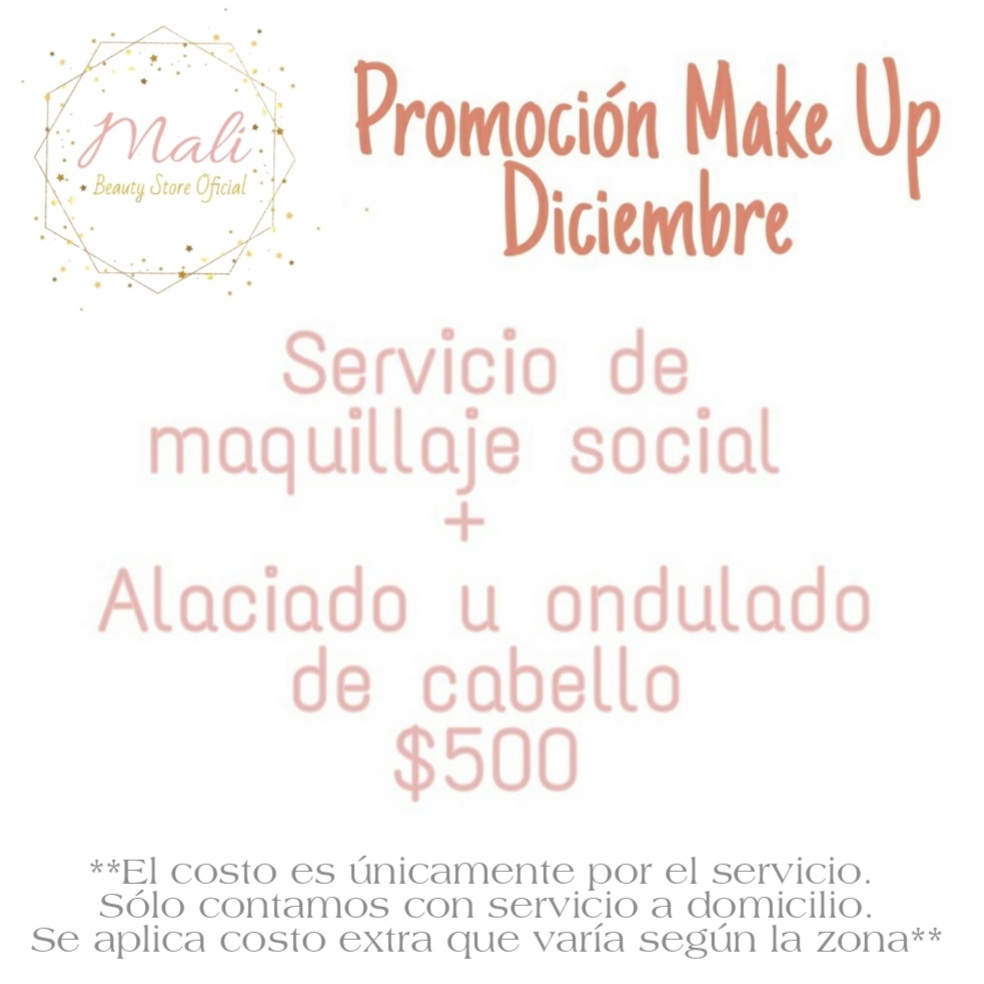 Mali
Beauty Store Oficial
Promoción Make Up
Diciembre
Servicio de
maquillaje social
+
Alaciado u ondulado
de cabello
$500
**El costo es únicamente por el servicio.
Sólo contamos con servicio a domicilio.
Se aplica costo extra que varía según la zona**